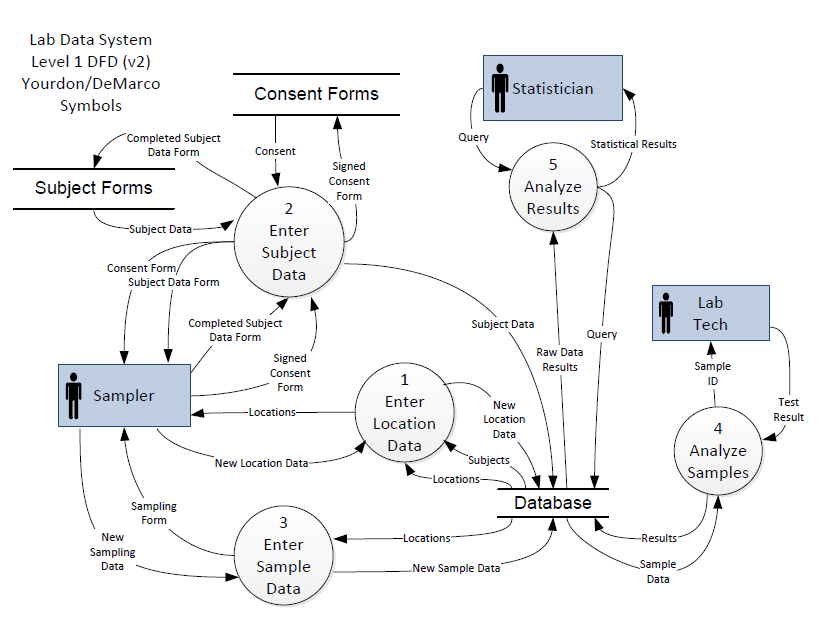 Lab Data System
Level 1 DFD (v2)
Yourdon/DeMarco
Symbols
Consent Forms
Statistician
Completed Subject
Data Form
Consent
Signed
Consent
Form
Query
Statistical Results
Subject Forms
5
Analyze
Results
2
Enter
Subject
Data
Subject Data
Consent Form
Subject Data Form
Lab
Tech
Completed Subject
Data Form
Subject Data
Query
Raw Data
Results
Signed
Consent
Form
Sample
ID
Sampler
1
Enter
Location
Data
Locations
New
Location
Data
Test
Result
4
Analyze
Samples
New Location Data
Subjects
Locations
Database
Sampling
Form
3
Enter
Sample
Data
New
Sampling
Data
Locations
New Sample Data
Results
Sample
Data